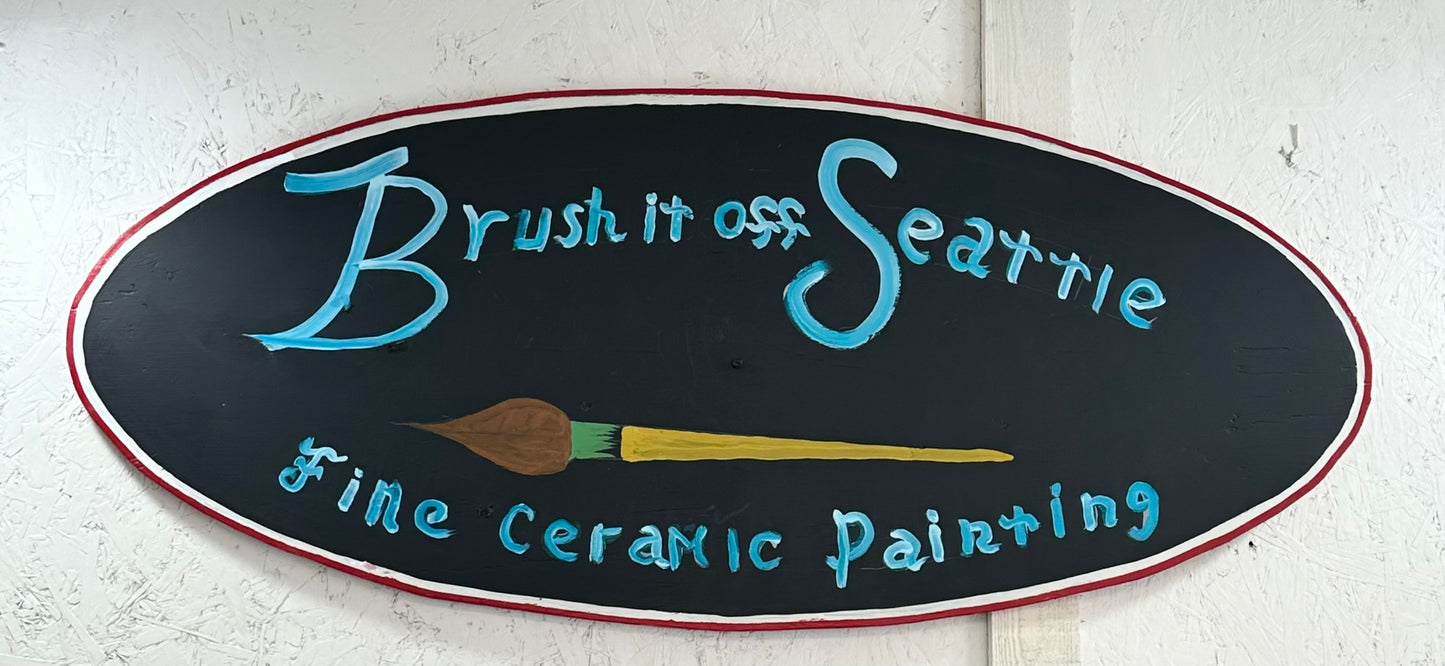 Brush it off Seattle
Fine Ceramic Painting